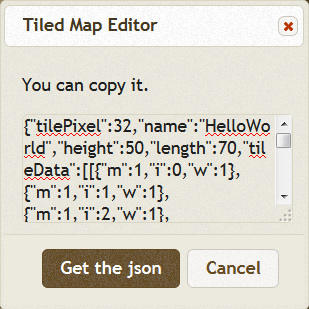 Tiled Map Editor
You can copy it.
{"tilePixel":32,"name":"HelloWo
rld","height":50,"length":70,"til
eData":[[{"m":1,"i":0,"w":1},
{"m":1,"i":1,"w":1},
{"m":1,"i":2,"w":1},
Get the json
Cancel